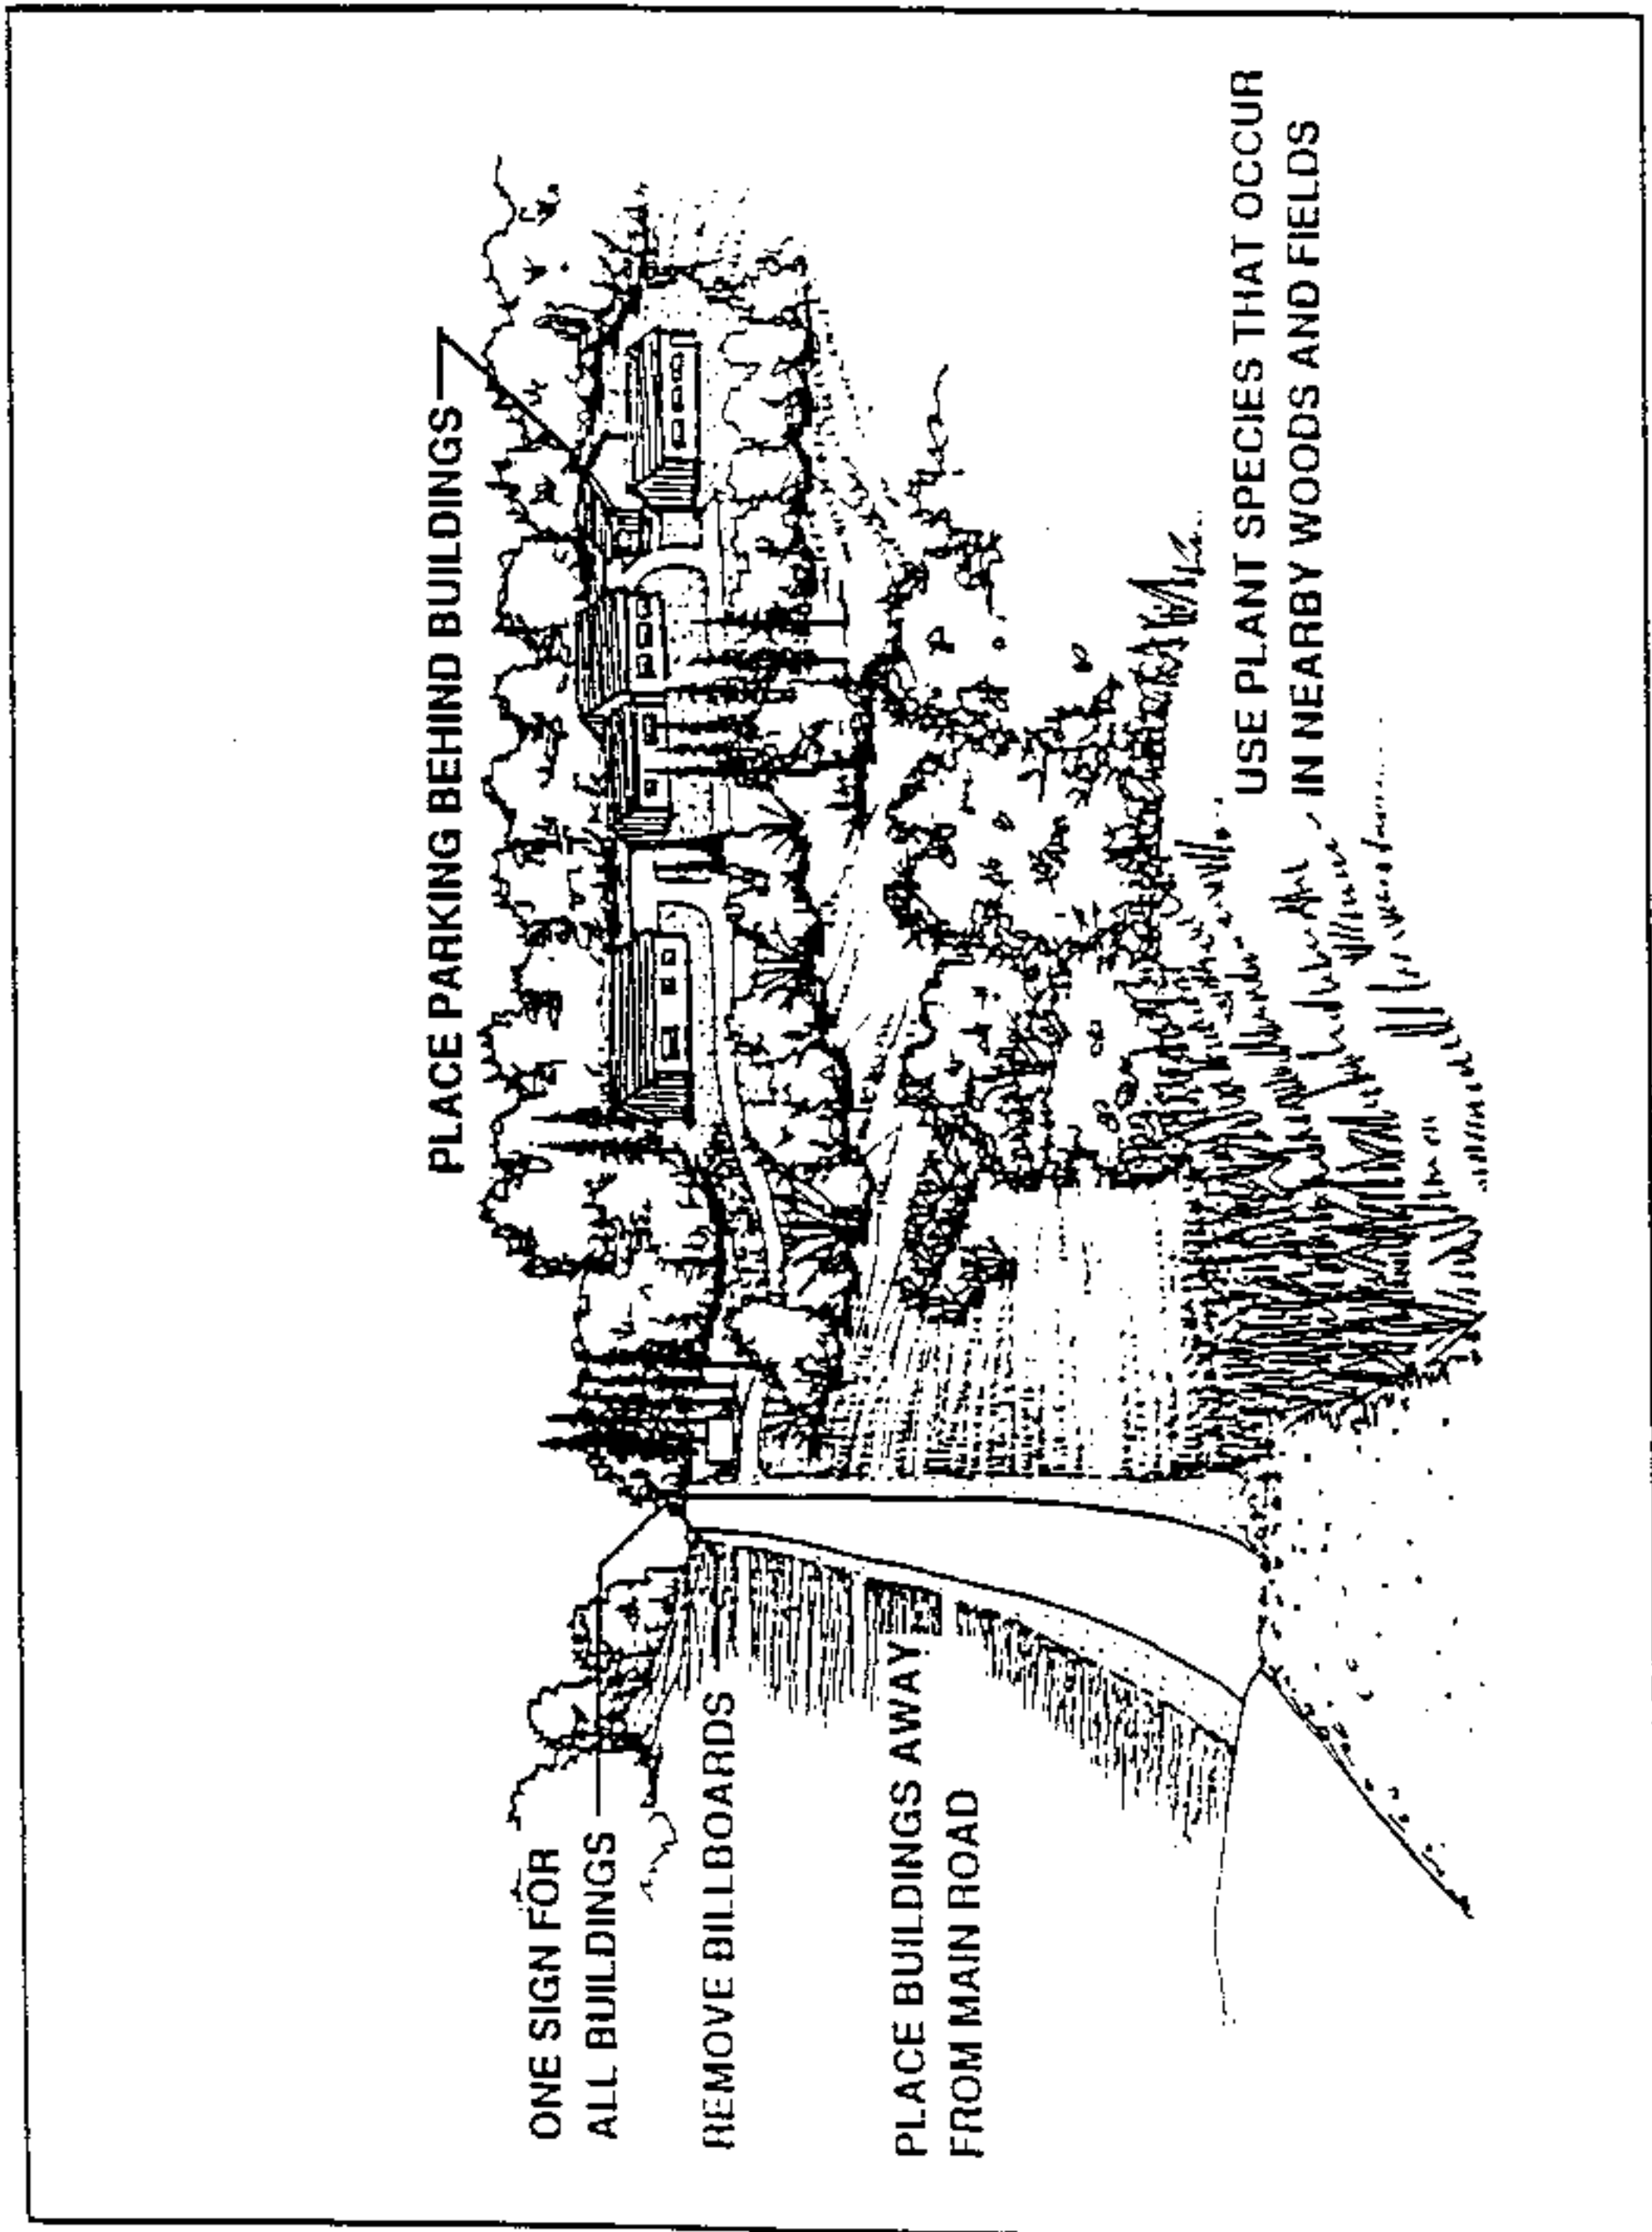 PLACE PARKING BEHIND BUILDINGS
ONE SIGN FOR
ALL BUILDINGS
REMOVE BILLBOARDS
PLACE BUILDINGS AWAY
FROM MAIN ROAD
USE PLANT SPECIES THAT OCCUR
IN NEARBY WOODS AND FIELDS